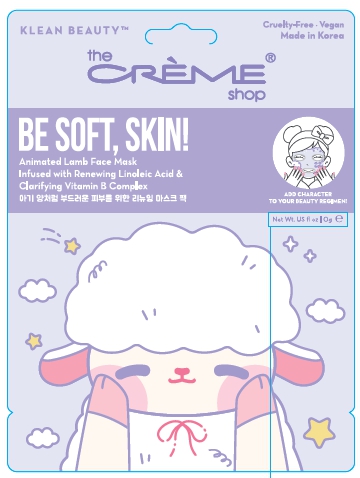 KLEAN BEAUTY™
Cruelty-Free · Vegan
Made in Korea
the
CRÈME®
shop
BE SOFT, SKIN!
Animated Lamb Face Mask
Infused with Renewing Linoleic Acid &
Clarifying Vitamin B Complex
아기 양처럼 부드러운 피부를 위한 리뉴잉 마스크 팩
ADD CHARACTER
TO YOUR BEAUTY REGIMEN!
Net Wt. US fl oz | 0g ℮